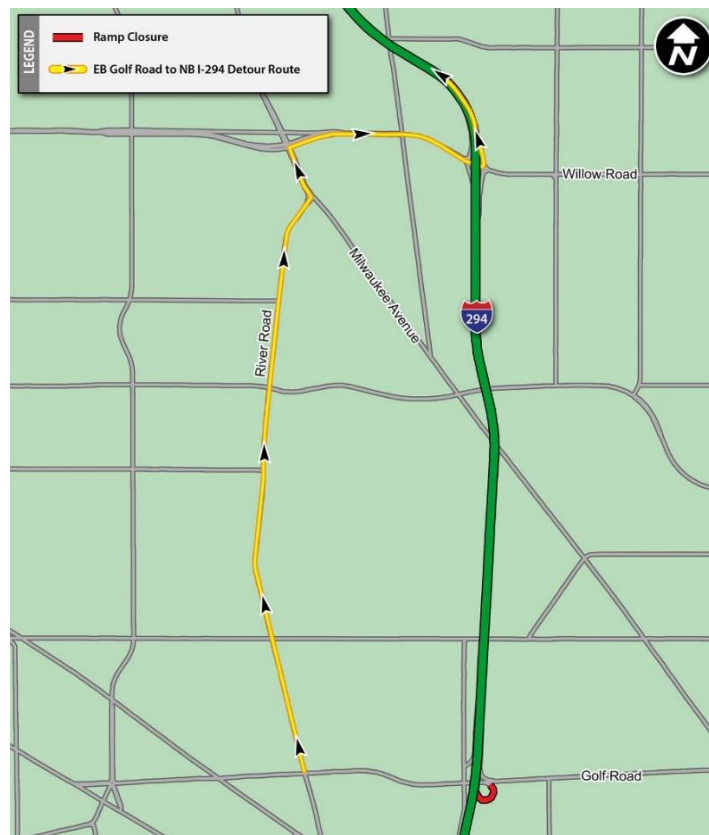 LEGEND
Ramp Closure
EB Golf Road to NB I-294 Detour Route
N
Willow Road
Milwaukee Avenue
River Road
294
Golf Road